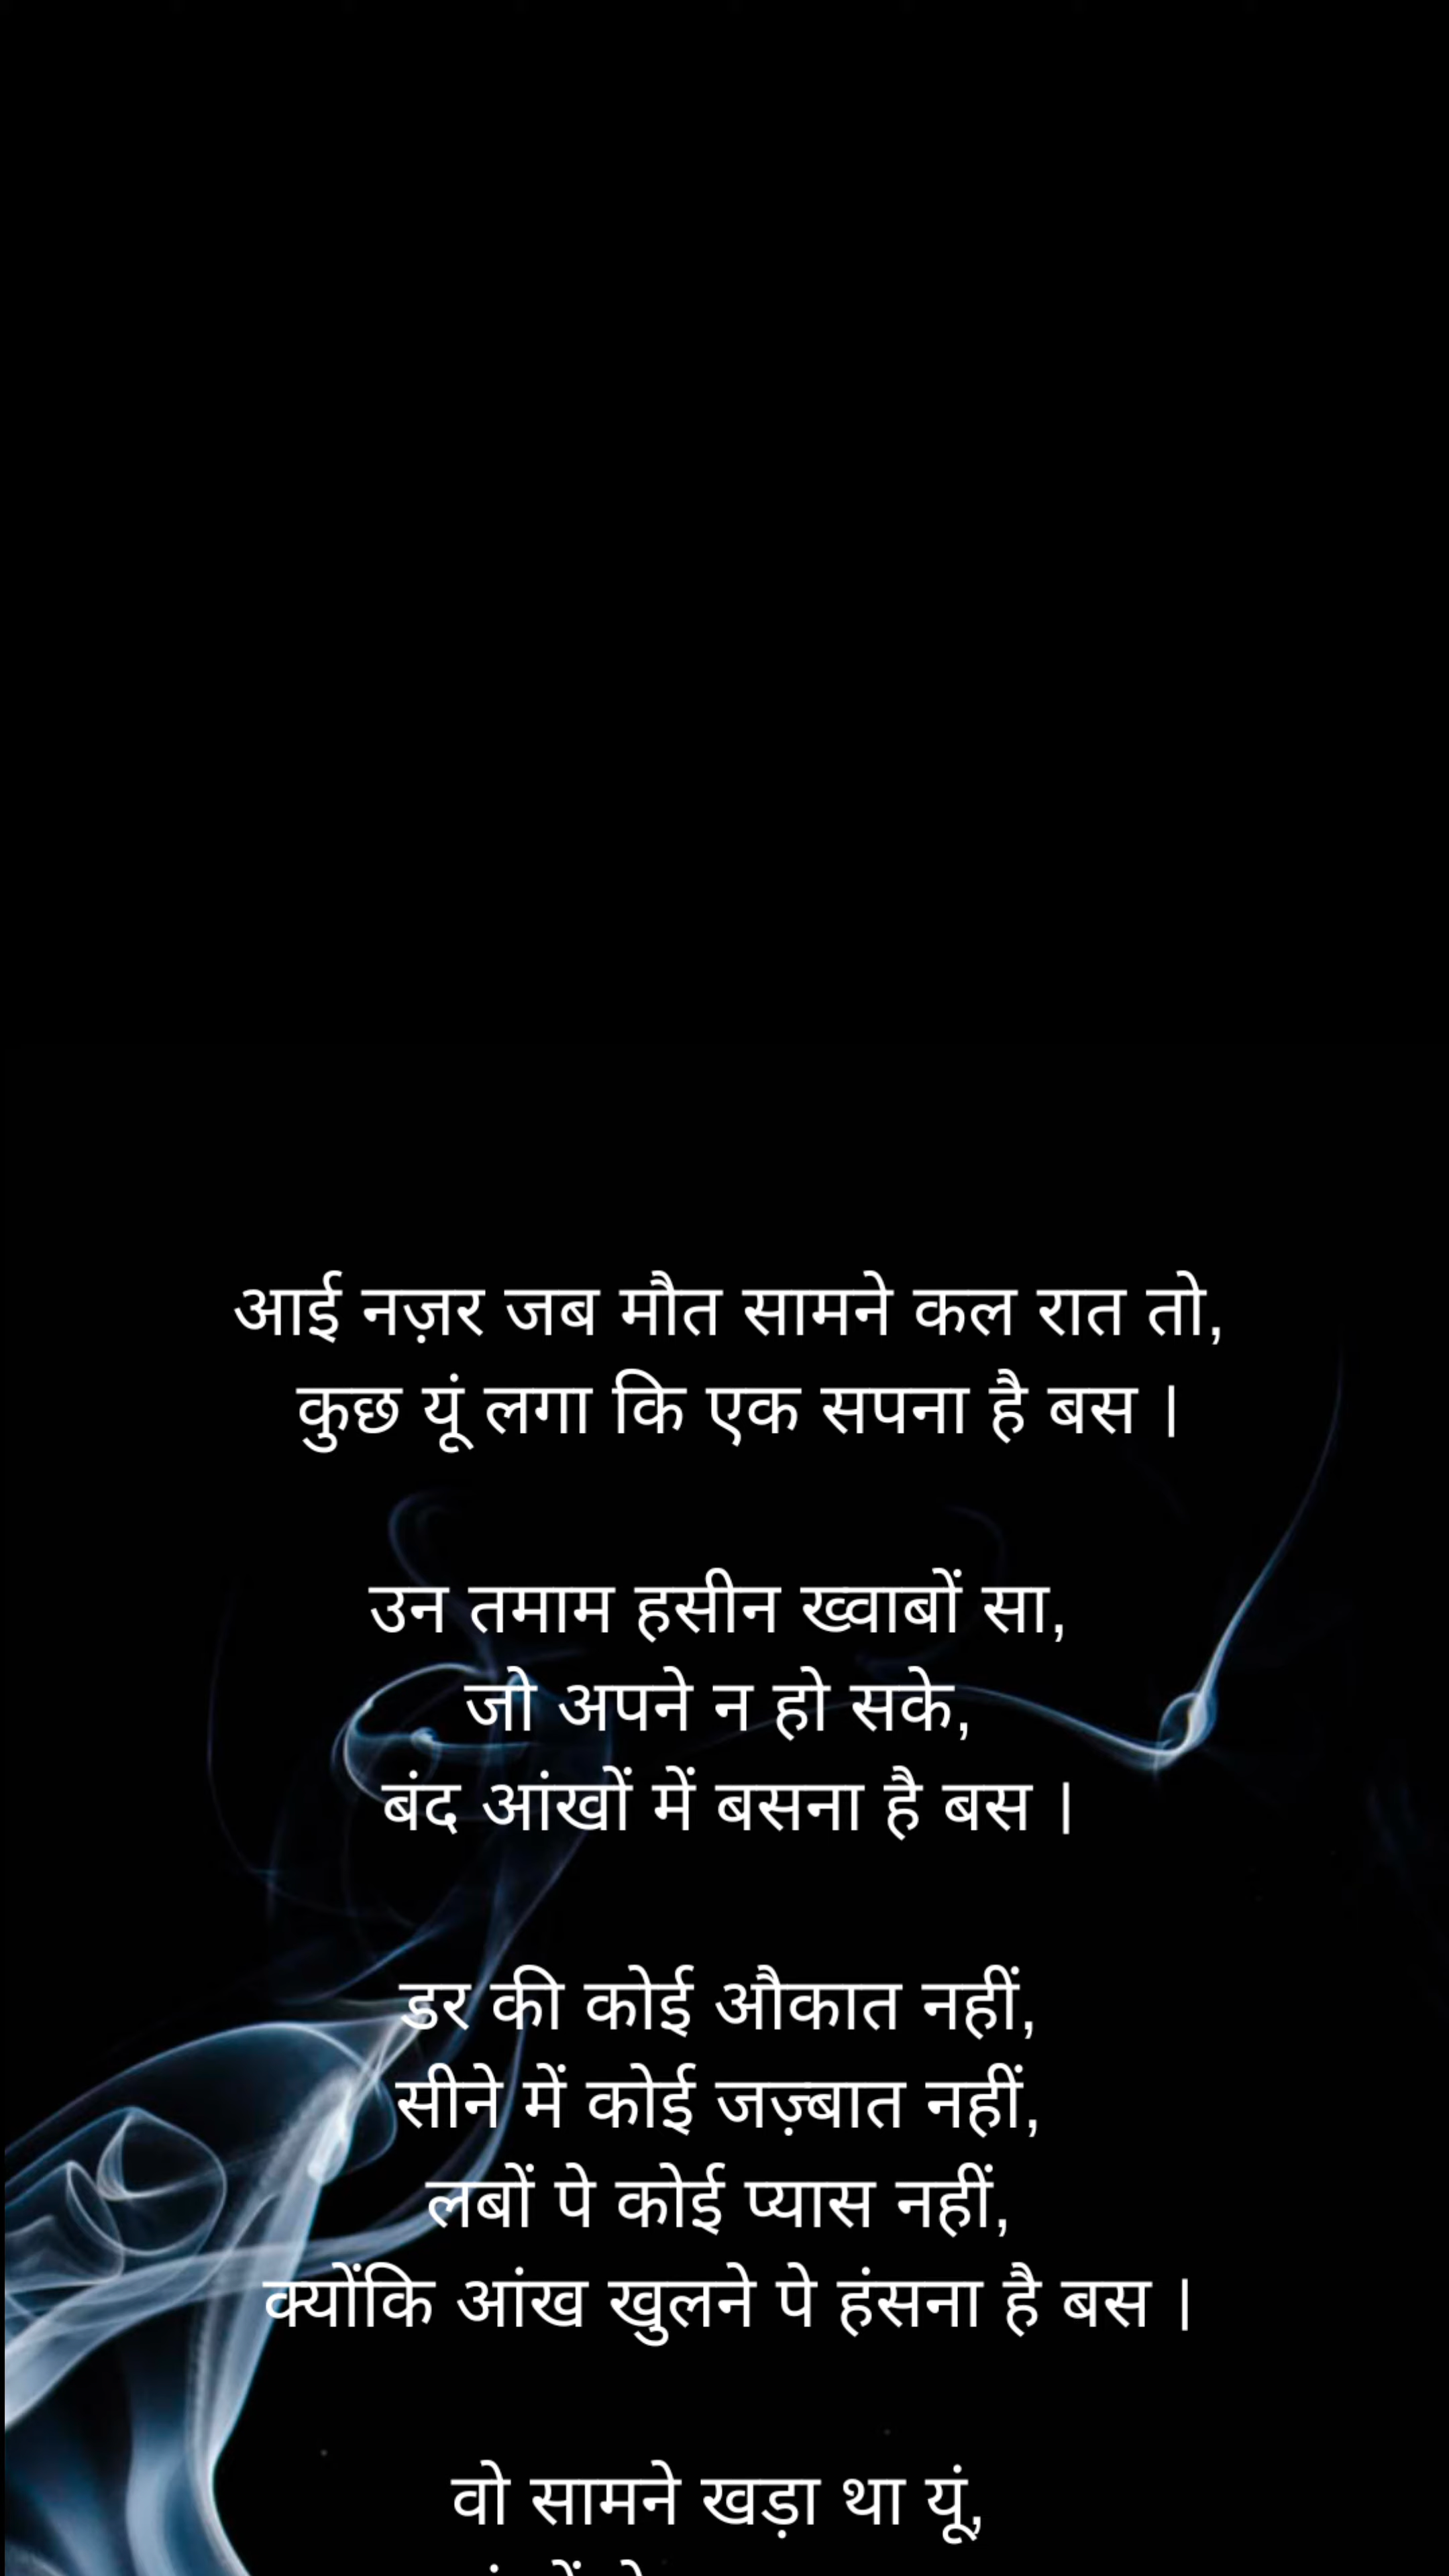 आई नज़र जब मौत सामने कल रात तो,
कुछ यूं लगा कि एक सपना है बस ।
उन तमाम हसीन ख्वाबों सा,
जो अपने न हो सके,
बंद आंखों में बसना है बस ।
डर की कोई औकात नहीं,
सीने में कोई जज़्बात नहीं,
लबों पे कोई प्यास नहीं,
क्योंकि आंख खुलने पे हंसना है बस ।
वो सामने खड़ा था यूं,